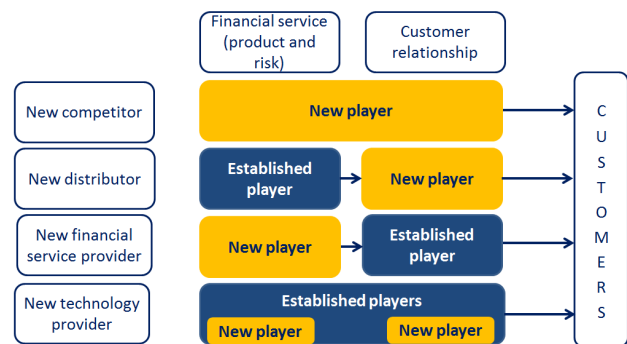 Financial service
(product and
risk)
Customer
relationship
New competitor
New player
New distributor
Established
player
New player
New financial
service provider
New player
Established
player
New technology
provider
Established players
New player
New player
C
U
S
T
O
M
E
R
S